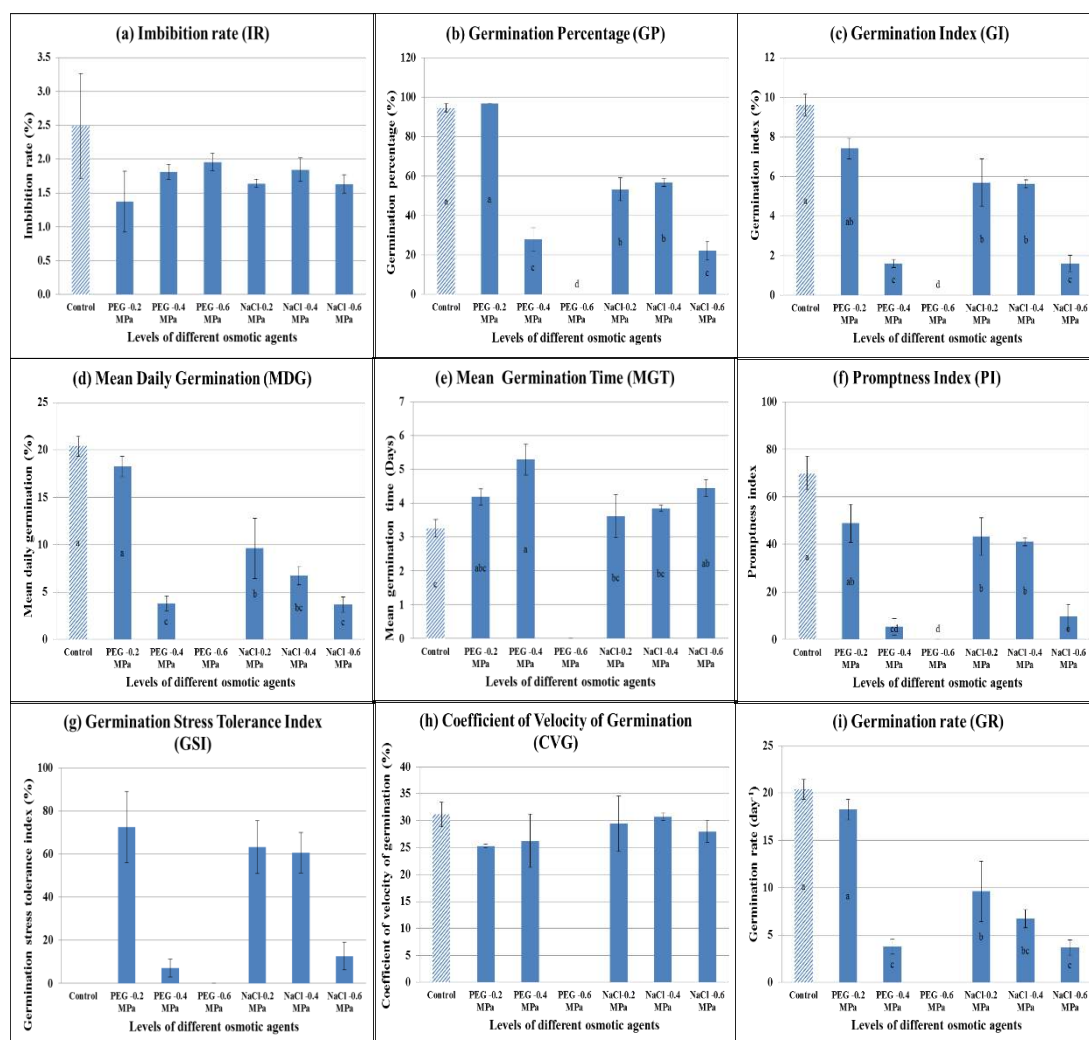 (a) Imbibition rate (IR)
3.5
3.0
2.5
2.0
1.5
1.0
0.5
0.0
Imbibition rate (%)
Control PEG -0.2 PEG -0.4 PEG -0.6 NaCl-0.2 NaCl -0.4 NaCl -0.6
MPa MPa MPa MPa MPa MPa
Levels of different osmotic agents
(b) Germination Percentage (GP)
120
100
80
60
40
20
0
Germination percentage (%)
a a c d b b c
Control PEG -0.2 PEG -0.4 PEG -0.6 NaCl-0.2 NaCl -0.4 NaCl -0.6
MPa MPa MPa MPa MPa MPa
Levels of different osmotic agents
(c) Germination Index (GI)
12
10
8
6
4
2
0
Germination index (%)
a ab c d b b c
Control PEG -0.2 PEG -0.4 PEG -0.6 NaCl-0.2 NaCl -0.4 NaCl -0.6
MPa MPa MPa MPa MPa MPa
Levels of different osmotic agents
(d) Mean Daily Germination (MDG)
25
20
15
10
5
0
Mean daily germination (%)
a a c b bc c
Control PEG -0.2 PEG -0.4 PEG -0.6 NaCl-0.2 NaCl -0.4 NaCl -0.6
MPa MPa MPa MPa MPa MPa
Levels of different osmotic agents
(e) Mean Germination Time (MGT)
7
6
5
4
3
2
1
0
Mean germination time (Days)
c abc a bc bc ab
Control PEG -0.2 PEG -0.4 PEG -0.6 NaCl-0.2 NaCl -0.4 NaCl -0.6
MPa MPa MPa MPa MPa MPa
Levels of different osmotic agents
(f) Promptness Index (PI)
100
80
60
40
20
0
Promptness index
a ab cd d b b
Control PEG -0.2 PEG -0.4 PEG -0.6 NaCl-0.2 NaCl -0.4 NaCl -0.6
MPa MPa MPa MPa MPa MPa
Levels of different osmotic agents
(g) Germination Stress Tolerance Index
(GSI)
100
80
60
40
20
0
Germination stress tolerance index (%)
Control PEG -0.2 PEG -0.4 PEG -0.6 NaCl-0.2 NaCl -0.4 NaCl -0.6
MPa MPa MPa MPa MPa MPa
Levels of different osmotic agents
(h) Coefficient of Velocity of Germination
(CVG)
40
35
30
25
20
15
10
5
0
Coefficient of velocity of germination (%)
Control PEG -0.2 PEG -0.4 PEG -0.6 NaCl-0.2 NaCl -0.4 NaCl -0.6
MPa MPa MPa MPa MPa MPa
Levels of different osmotic agents
(i) Germination rate (GR)
25
20
15
10
5
0
Germination rate (day⁻¹)
a a c b bc c
Control PEG -0.2 PEG -0.4 PEG -0.6 NaCl-0.2 NaCl -0.4 NaCl -0.6
MPa MPa MPa MPa MPa MPa
Levels of different osmotic agents